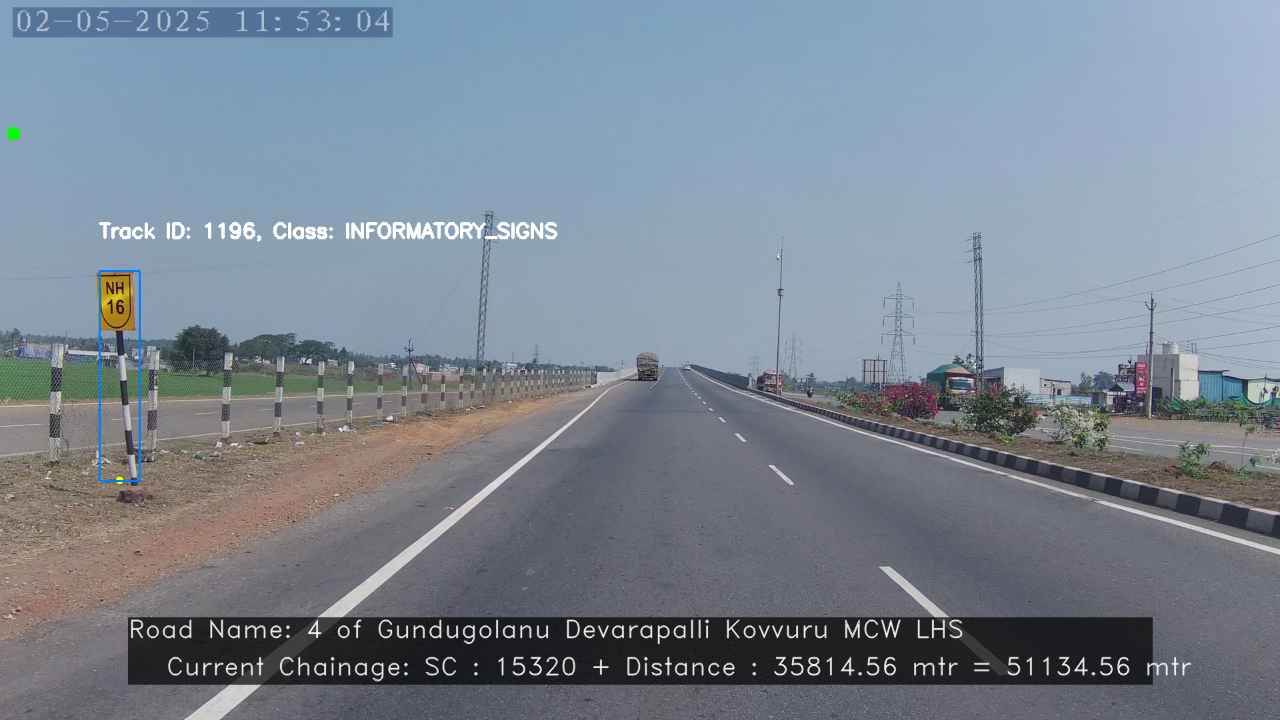 02-05-2025 11:53:04
Track ID: 1196, Class: INFORMATORY_SIGNS
NH
16
Road Name: 4 of Gundugolanu Devarapalli Kovvuru MCW LHS
Current Chainage: SC : 15320 + Distance : 35814.56 mtr = 51134.56 mtr